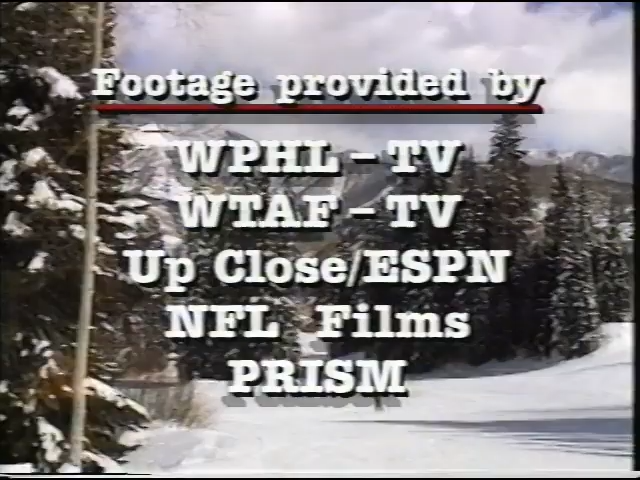 Footage provided by
WPHL - TV
WTAF - TV
Up Close/ESPN
NFL Films
PRISM